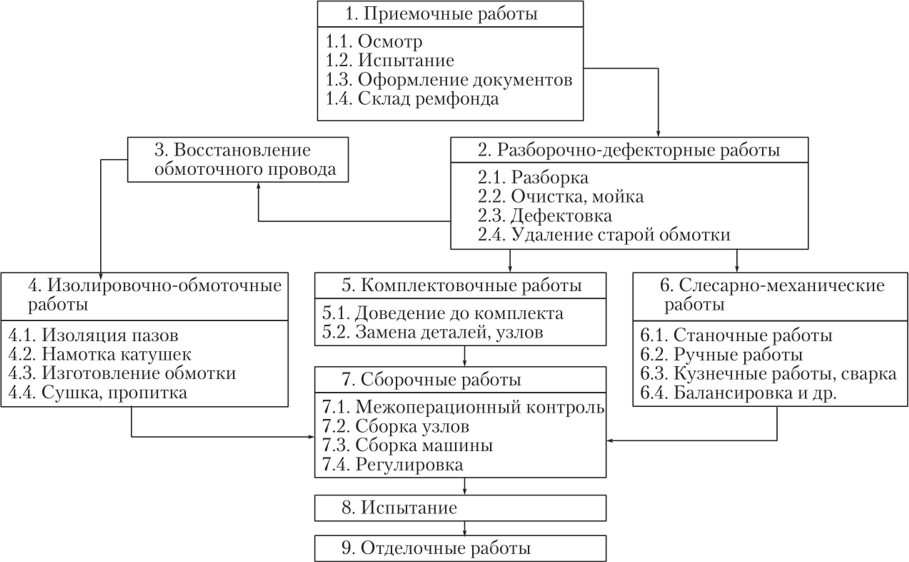 1. Приемочные работы
1.1. Осмотр
1.2. Испытание
1.3. Оформление документов
1.4. Склад ремфонда
3. Восстановление
обмоточного провода
2. Разборочно-дефекторные работы
2.1. Разборка
2.2. Очистка, мойка
2.3. Дефектовка
2.4. Удаление старой обмотки
4. Изолировочно-обмоточные
работы
4.1. Изоляция пазов
4.2. Намотка катушек
4.3. Изготовление обмотки
4.4. Сушка, пропитка
5. Комплектовочные работы
5.1. Доведение до комплекта
5.2. Замена деталей, узлов
6. Слесарно-механические
работы
6.1. Станочные работы
6.2. Ручные работы
6.3. Кузнечные работы, сварка
6.4. Балансировка и др.
7. Сборочные работы
7.1. Межоперационный контроль
7.2. Сборка узлов
7.3. Сборка машины
7.4. Регулировка
8. Испытание
9. Отделочные работы